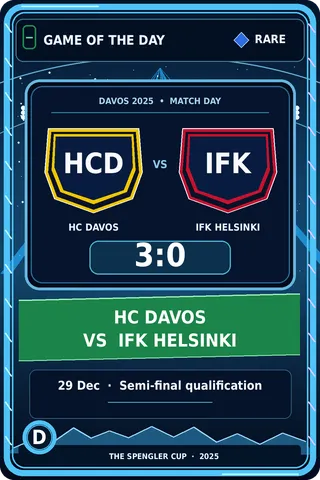 GAME OF THE DAY
RARE
DAVOS 2025 • MATCH DAY
HCD
VS
IFK
HC DAVOS
IFK HELSINKI
3:0
HC DAVOS
VS IFK HELSINKI
29 Dec · Semi-final qualification
D
THE SPENGLER CUP · 2025